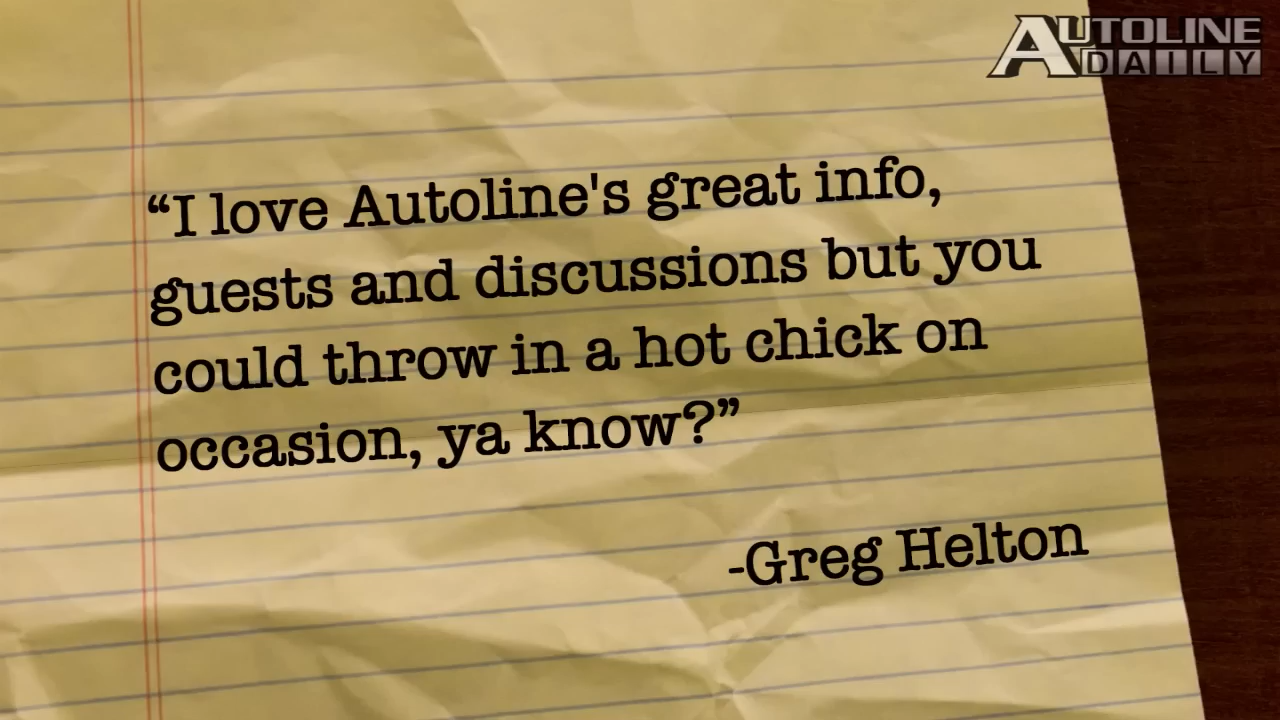 AUTOLINE
DAILY
“I love Autoline's great info,
guests and discussions but you
could throw in a hot chick on
occasion, ya know?”
-Greg Helton